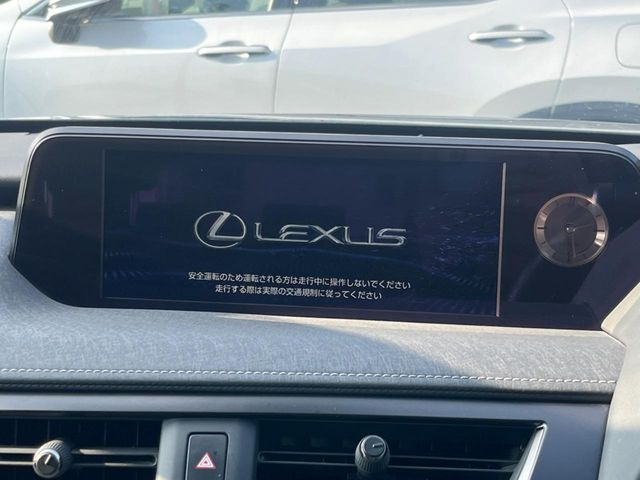 LEXUS
安全運転のため運転される方は走行中に操作しないでください
走行する際は実際の交通規制に従ってください